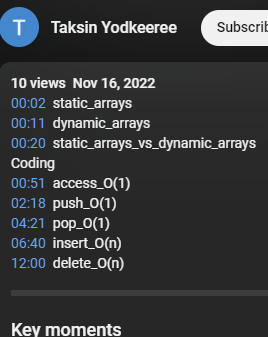 T
Taksin Yodkeeree
Subscrib
10 views Nov 16, 2022
00:02 static_arrays
00:11 dynamic_arrays
00:20 static_arrays_vs_dynamic_arrays
Coding
00:51 access_O(1)
02:18 push_O(1)
04:21 pop_O(1)
06:40 insert_O(n)
12:00 delete_O(n)
Key moments